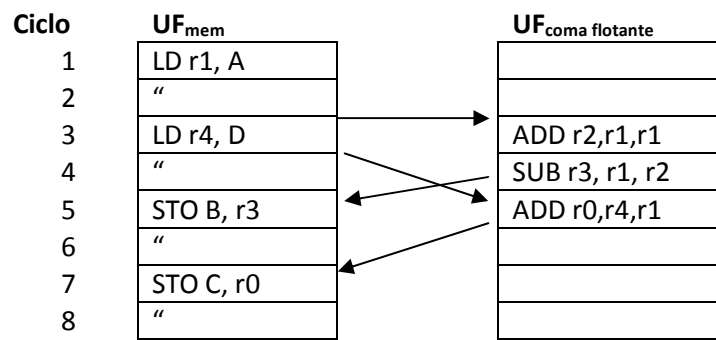 Ciclo UFmem UFcoma flotante
1 LD r1, A
2 “
3 LD r4, D ADD r2,r1,r1
4 “ SUB r3, r1, r2
5 STO B, r3 ADD r0,r4,r1
6 “
7 STO C, r0
8 “